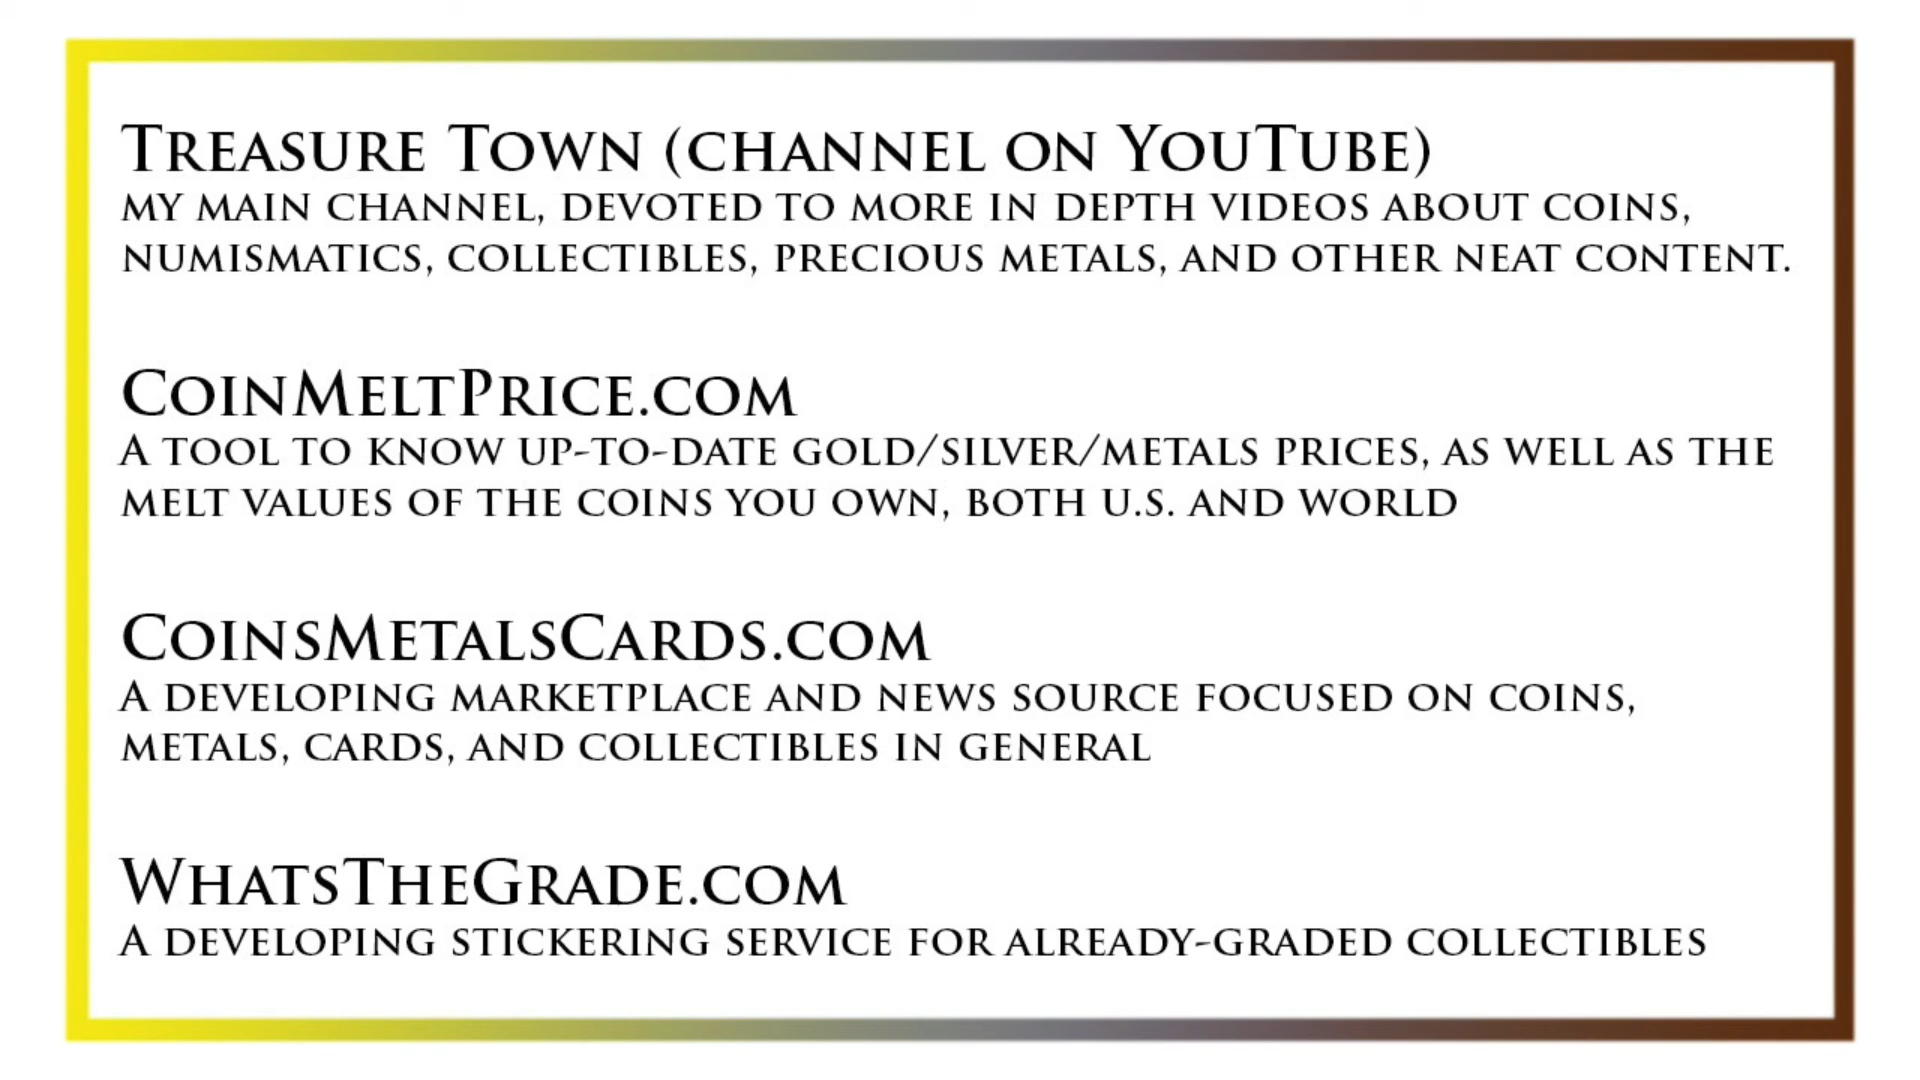 Treasure Town (channel on YouTube)
my main channel, devoted to more in depth videos about coins,
numismatics, collectibles, precious metals, and other neat content.
CoinMeltPrice.com
A tool to know up-to-date gold/silver/metals prices, as well as the
melt values of the coins you own, both U.S. and world
CoinsMetalsCards.com
A developing marketplace and news source focused on coins,
metals, cards, and collectibles in general
WhatsTheGrade.com
A developing stickering service for already-graded collectibles